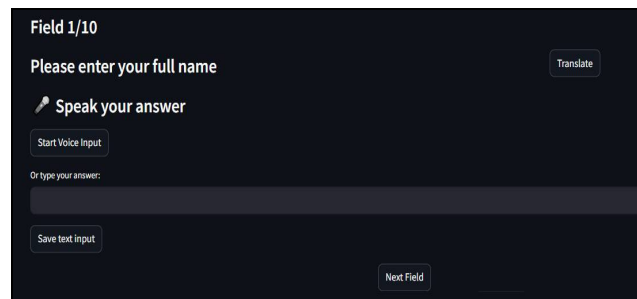 Field 1/10
Please enter your full name
Translate
🎤 Speak your answer
Start Voice Input
Or type your answer:
Save text input
Next Field